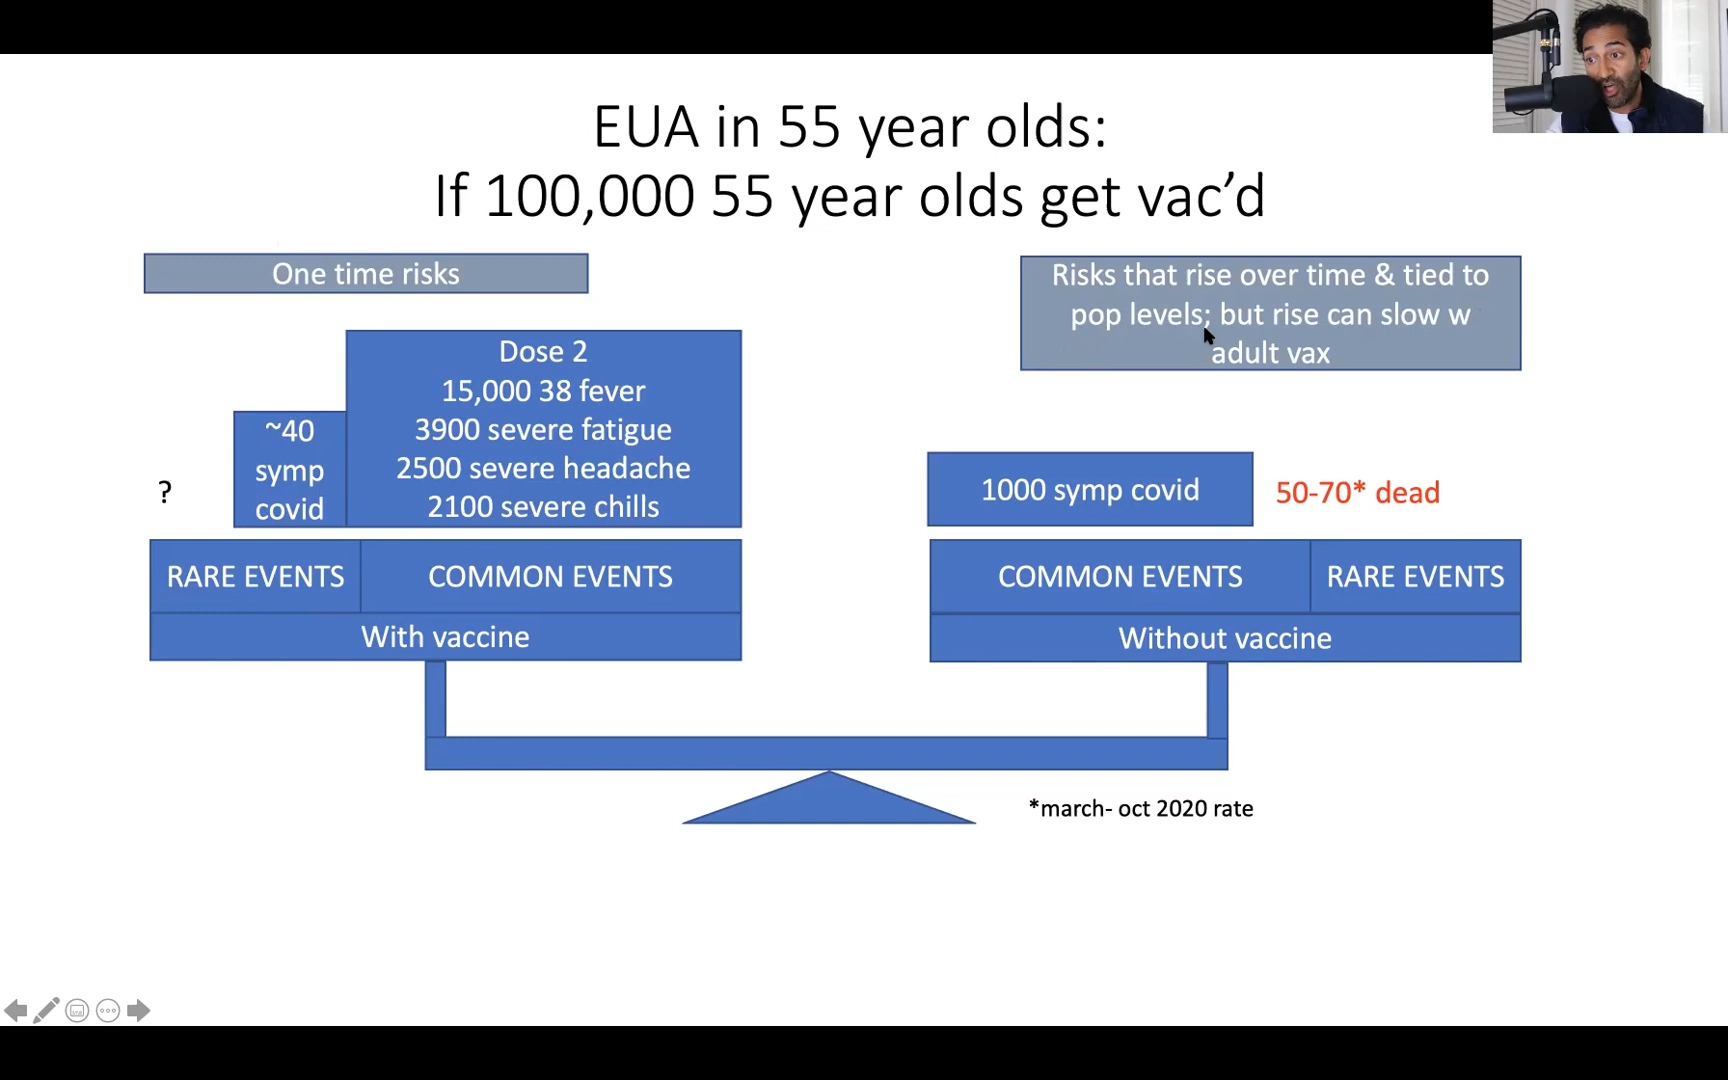 EUA in 55 year olds:
If 100,000 55 year olds get vac’d
One time risks
Risks that rise over time & tied to
pop levels; but rise can slow w
adult vax
Dose 2
15,000 38 fever
3900 severe fatigue
2500 severe headache
2100 severe chills
~40
symp
covid
?
1000 symp covid
50-70* dead
RARE EVENTS
COMMON EVENTS
COMMON EVENTS
RARE EVENTS
With vaccine
Without vaccine
*march- oct 2020 rate